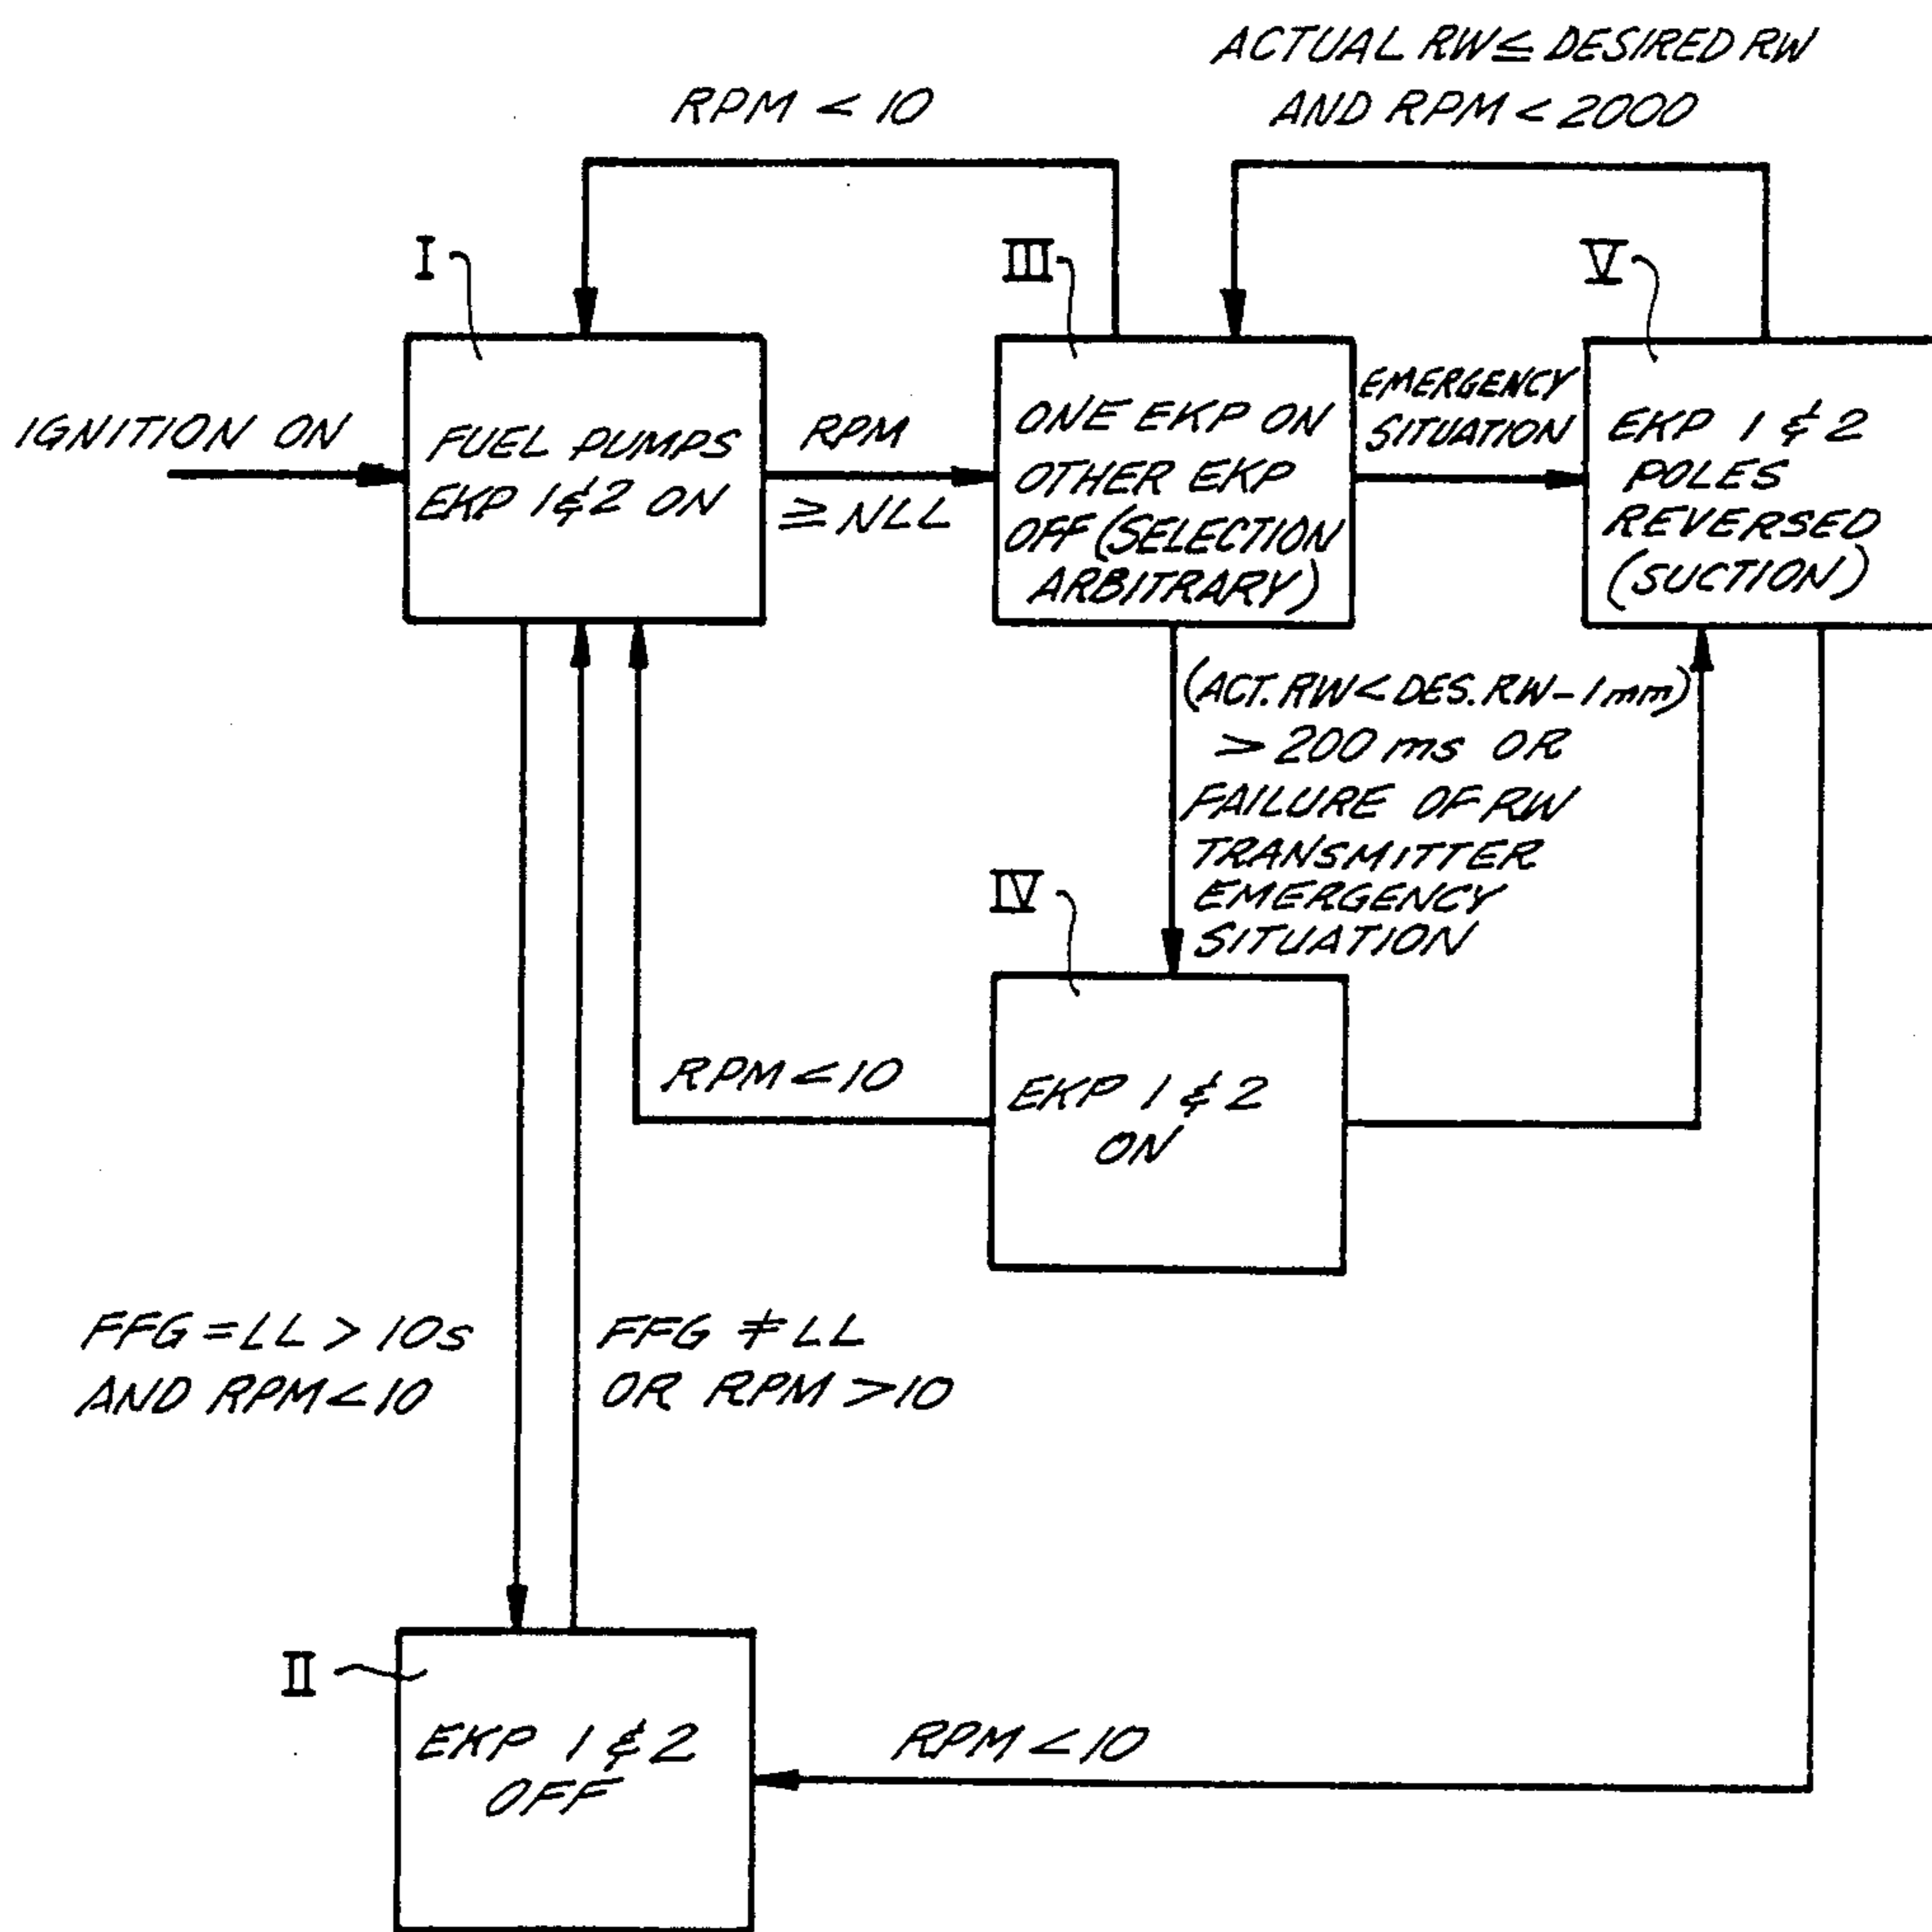 ACTUAL RW ≤ DESIRED RW
AND RPM < 2000
RPM < 10
I
III
V
IGNITION ON
FUEL PUMPS
EKP 1 & 2 ON
RPM
≥ NLL
ONE EKP ON
OTHER EKP
OFF (SELECTION
ARBITRARY)
EMERGENCY
SITUATION
EKP 1 & 2
POLES
REVERSED
(SUCTION)
(ACT. RW < DES. RW - 1mm)
> 200 ms OR
FAILURE OF RW
TRANSMITTER
EMERGENCY
SITUATION
IV
RPM < 10
EKP 1 & 2
ON
FFG = LL > 10s
AND RPM < 10
FFG ≠ LL
OR RPM > 10
II
EKP 1 & 2
OFF
RPM < 10